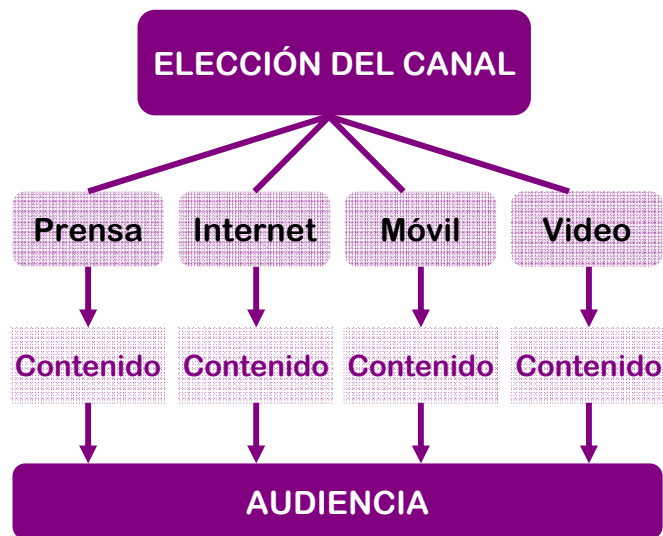 ELECCIÓN DEL CANAL
Prensa
Internet
Móvil
Video
Contenido
Contenido
Contenido
Contenido
AUDIENCIA